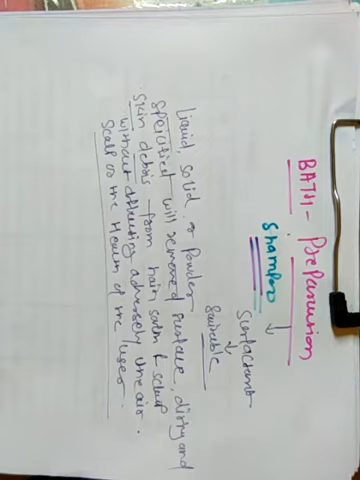 BATH - Preparation
Shampoo ↓
Surfactant
↓
Suitable
Liquid, solid or Powder
specified will removed surface, dirty and
skin debris from hair shaft & scalp
without affecting adversely the air.
Scalp or the Health of the user.